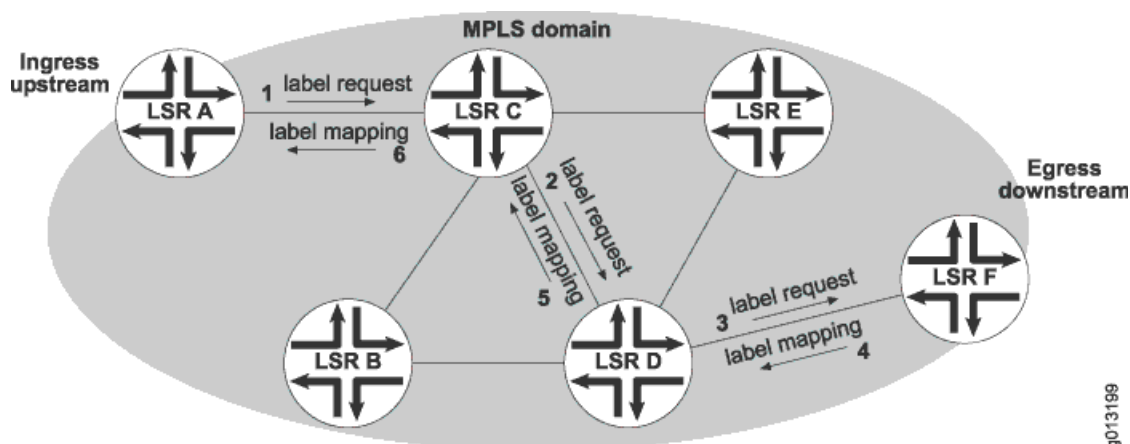 MPLS domain
Ingress
upstream
LSR A
1 label request
label mapping
6
LSR C
LSR E
2 label request
label mapping
5
Egress
downstream
LSR F
3 label request
label mapping
4
LSR B
LSR D
g013199